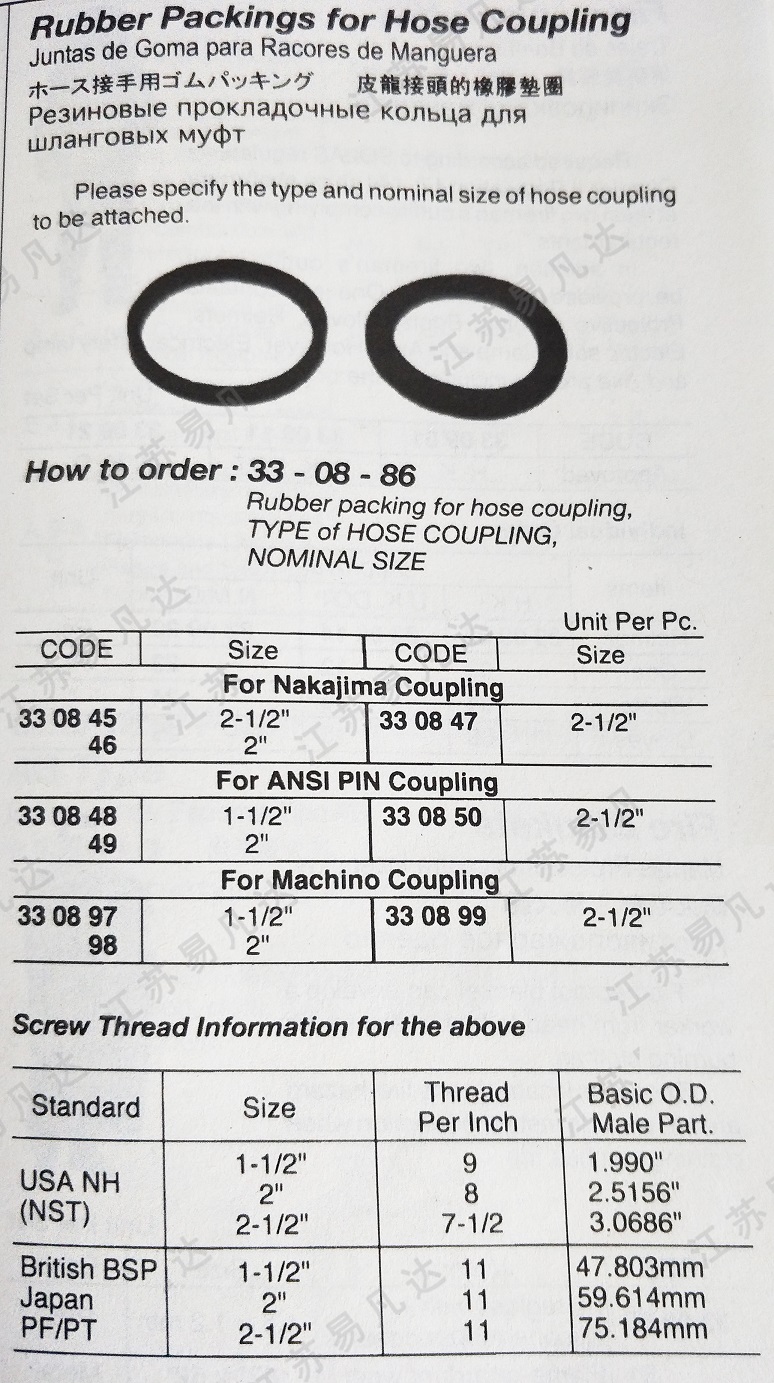 Rubber Packings for Hose Coupling
Juntas de Goma para Racores de Manguera
ホース接手用ゴムパッキング 皮龍接頭的橡膠墊圈
Резиновые прокладочные кольца для
шланговых муфт
Please specify the type and nominal size of hose coupling
to be attached.
How to order : 33 - 08 - 86
Rubber packing for hose coupling,
TYPE of HOSE COUPLING,
NOMINAL SIZE
Unit Per Pc.
CODE Size CODE Size
For Nakajima Coupling
33 08 45 2-1/2" 33 08 47 2-1/2"
46 2"
For ANSI PIN Coupling
33 08 48 1-1/2" 33 08 50 2-1/2"
49 2"
For Machino Coupling
33 08 97 1-1/2" 33 08 99 2-1/2"
98 2"
Screw Thread Information for the above
Standard Size Thread Per Inch Basic O.D. Male Part.
USA NH (NST) 1-1/2" 9 1.990"
2" 8 2.5156"
2-1/2" 7-1/2 3.0686"
British BSP 1-1/2" 11 47.803mm
Japan 2" 11 59.614mm
PF/PT 2-1/2" 11 75.184mm
江苏易凡达